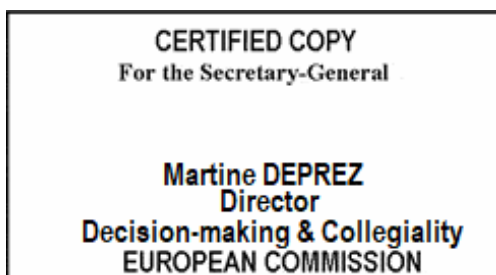 CERTIFIED COPY
For the Secretary-General
Martine DEPREZ
Director
Decision-making & Collegiality
EUROPEAN COMMISSION